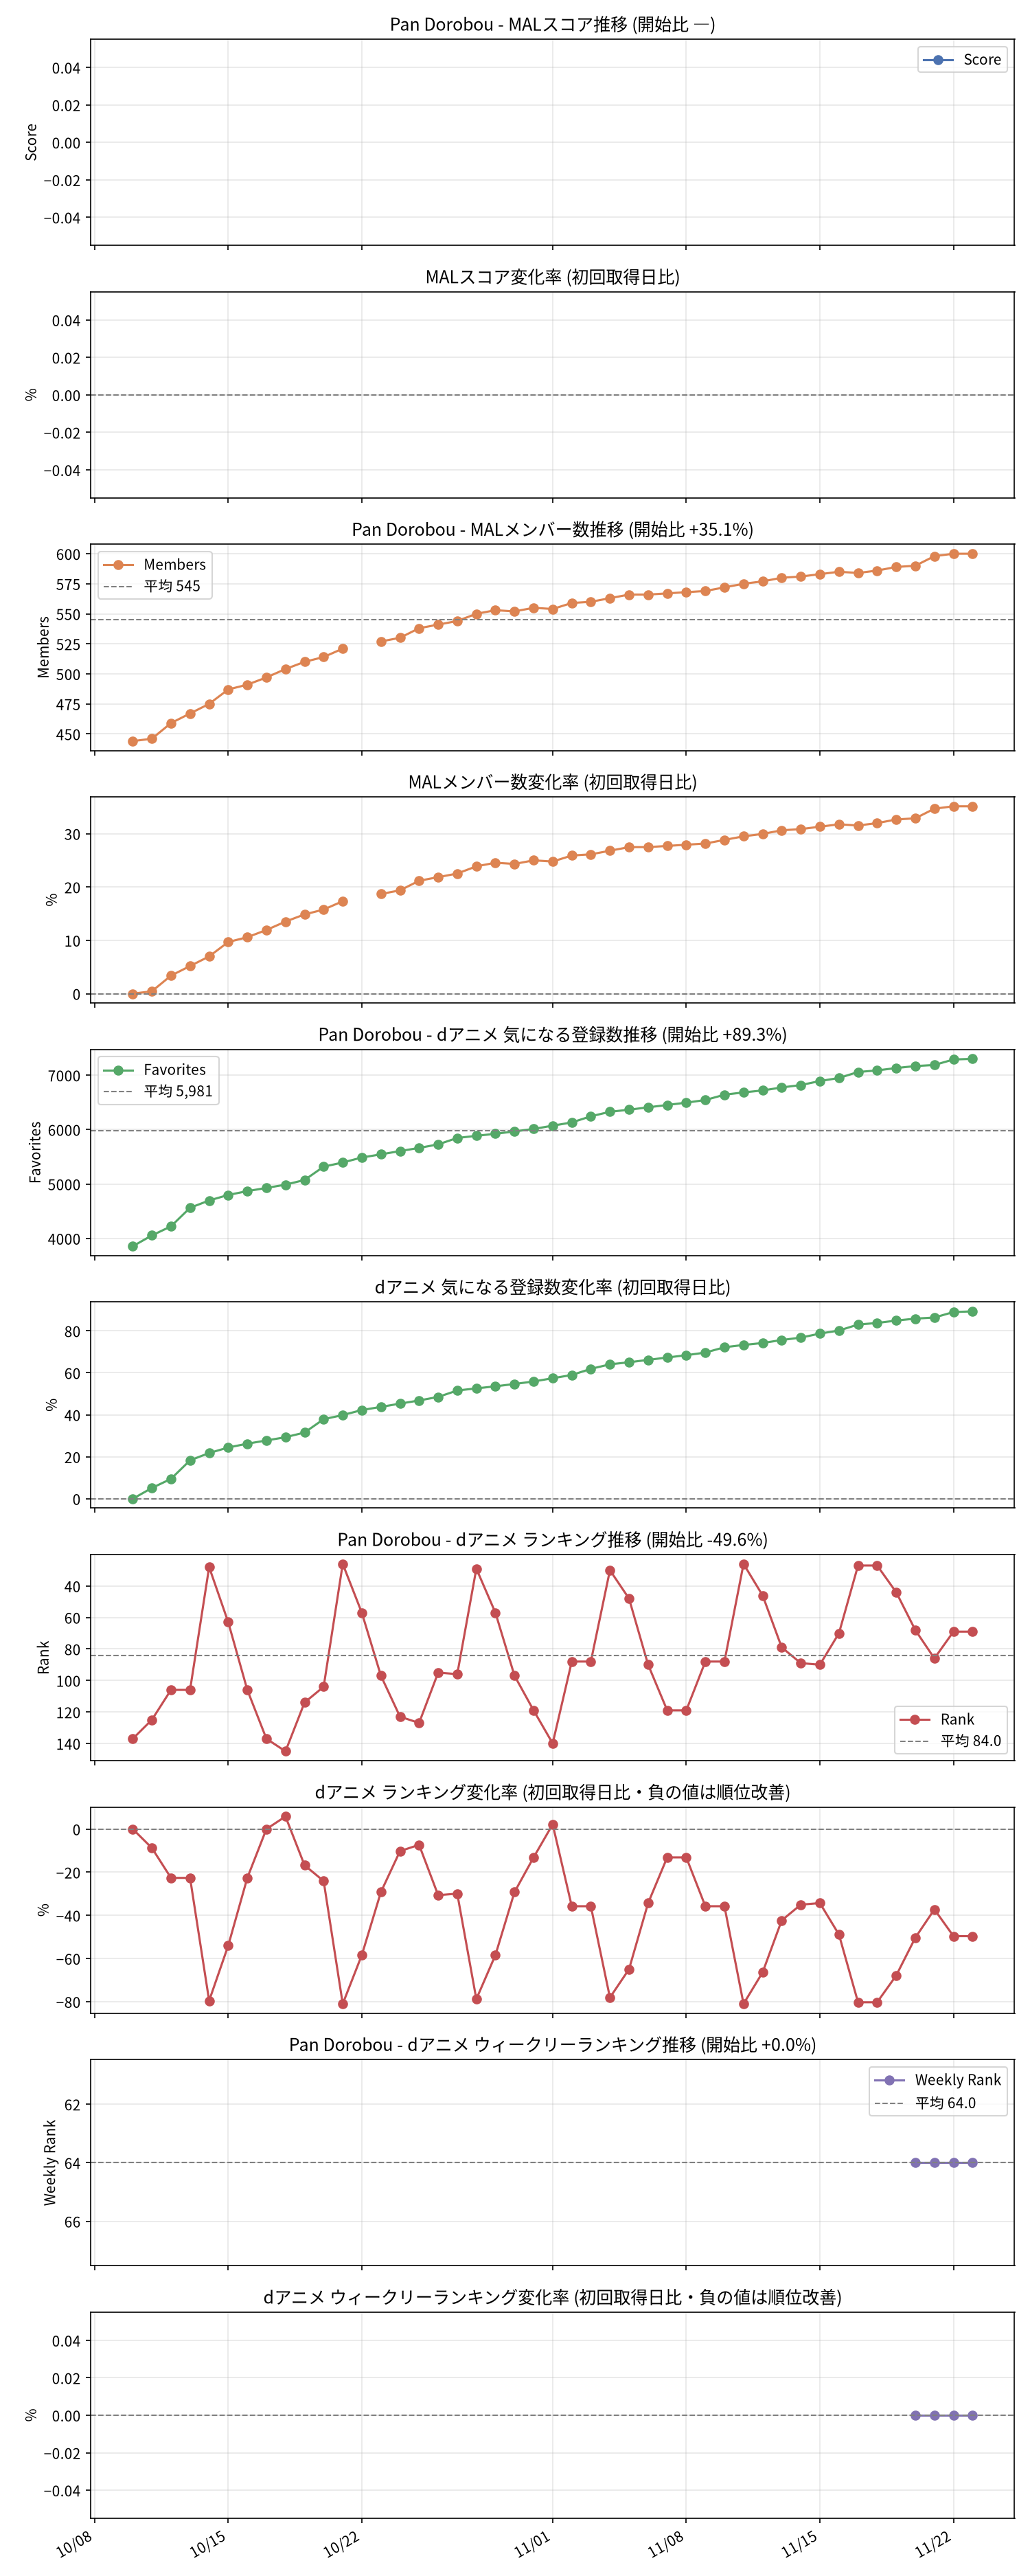 Pan Dorobou - MALスコア推移 (開始比 —)
Score
0.04
0.02
0.00
−0.02
−0.04
Score
MALスコア変化率 (初回取得日比)
0.04
0.02
0.00
−0.02
−0.04
%
Pan Dorobou - MALメンバー数推移 (開始比 +35.1%)
Members
平均 545
600
575
550
525
500
475
450
Members
MALメンバー数変化率 (初回取得日比)
30
20
10
0
%
Pan Dorobou - dアニメ 気になる登録数推移 (開始比 +89.3%)
Favorites
平均 5,981
7000
6000
5000
4000
Favorites
dアニメ 気になる登録数変化率 (初回取得日比)
80
60
40
20
0
%
Pan Dorobou - dアニメ ランキング推移 (開始比 -49.6%)
40
60
80
100
120
140
Rank
Rank
平均 84.0
dアニメ ランキング変化率 (初回取得日比・負の値は順位改善)
0
−20
−40
−60
−80
%
Pan Dorobou - dアニメ ウィークリーランキング推移 (開始比 +0.0%)
Weekly Rank
平均 64.0
62
64
66
Weekly Rank
dアニメ ウィークリーランキング変化率 (初回取得日比・負の値は順位改善)
0.04
0.02
0.00
−0.02
−0.04
%
10/08
10/15
10/22
11/01
11/08
11/15
11/22